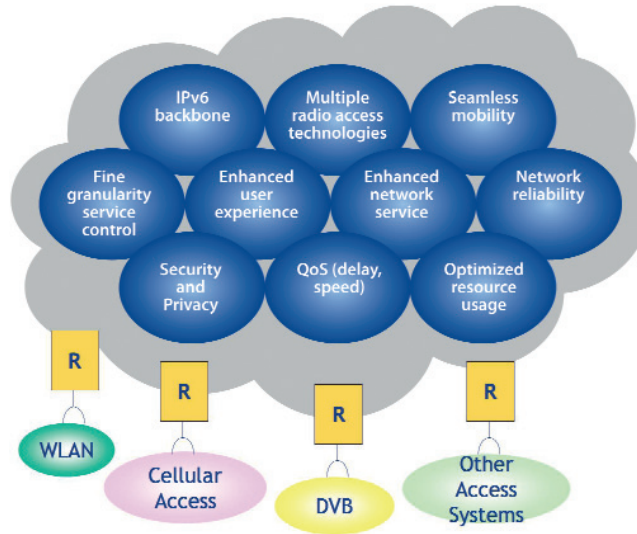 IPv6
backbone
Multiple
radio access
technologies
Seamless
mobility
Fine
granularity
service
control
Enhanced
user
experience
Enhanced
network
service
Network
reliability
Security
and
Privacy
QoS (delay,
speed)
Optimized
resource
usage
R
R
R
R
WLAN
Cellular
Access
DVB
Other
Access
Systems